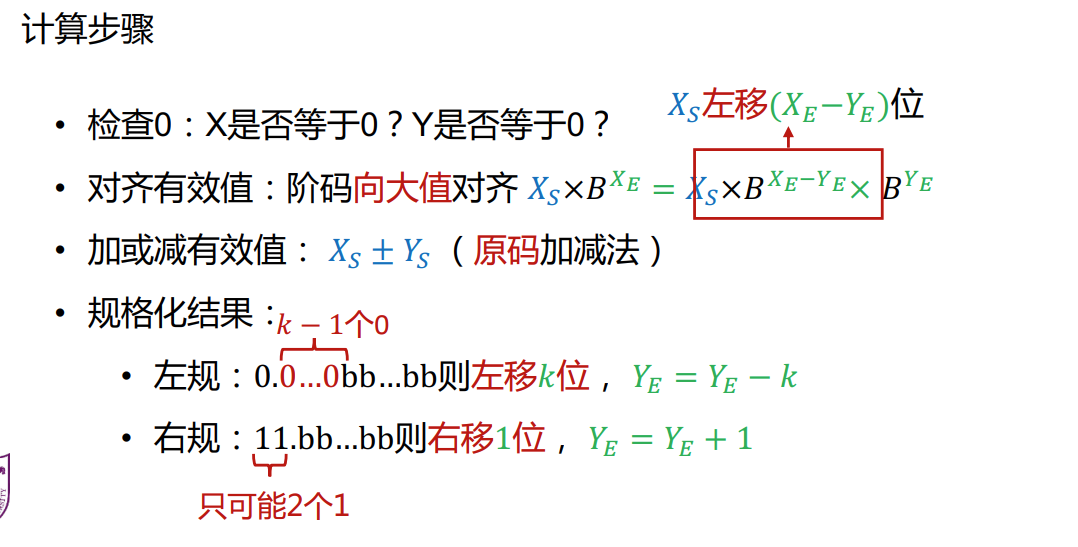 计算步骤
• 检查0：X是否等于0？Y是否等于0？
X_S左移(X_E−Y_E)位
• 对齐有效值：阶码向大值对齐 X_S×B^{X_E} = X_S×B^{X_E−Y_E}× B^{Y_E}
• 加或减有效值： X_S ± Y_S （原码加减法）
• 规格化结果：
k − 1个0
• 左规：0.0…0bb…bb则左移k位， Y_E = Y_E − k
• 右规：11.bb…bb则右移1位， Y_E = Y_E + 1
只可能2个1